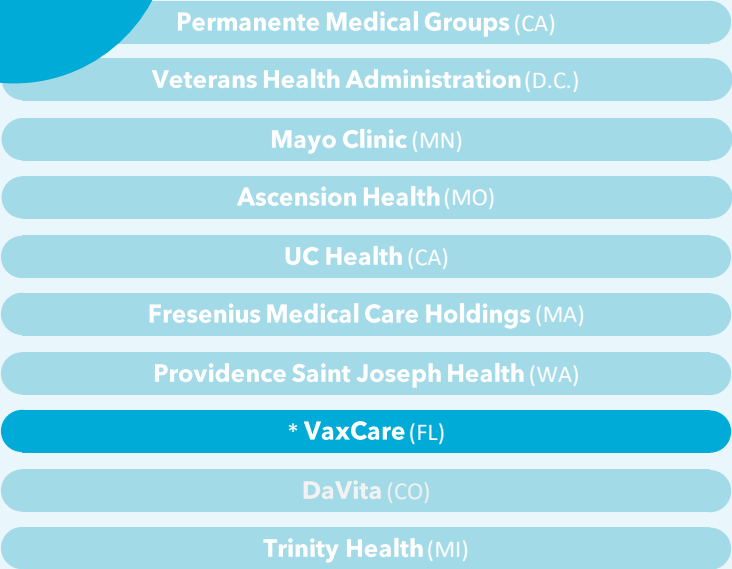 Permanente Medical Groups (CA)
Veterans Health Administration (D.C.)
Mayo Clinic (MN)
Ascension Health (MO)
UC Health (CA)
Fresenius Medical Care Holdings (MA)
Providence Saint Joseph Health (WA)
* VaxCare (FL)
DaVita (CO)
Trinity Health (MI)